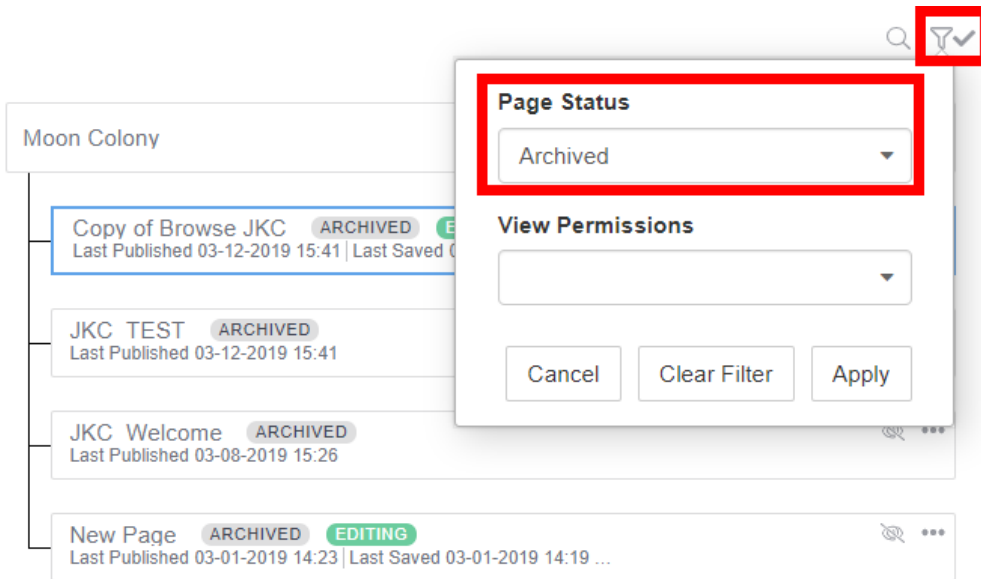 Page Status
Moon Colony
Archived
Copy of Browse JKC ARCHIVED
View Permissions
Last Published 03-12-2019 15:41 | Last Saved
JKC TEST ARCHIVED
Last Published 03-12-2019 15:41
Cancel Clear Filter Apply
JKC Welcome ARCHIVED
Last Published 03-08-2019 15:26
New Page ARCHIVED EDITING
Last Published 03-01-2019 14:23 | Last Saved 03-01-2019 14:19 ...